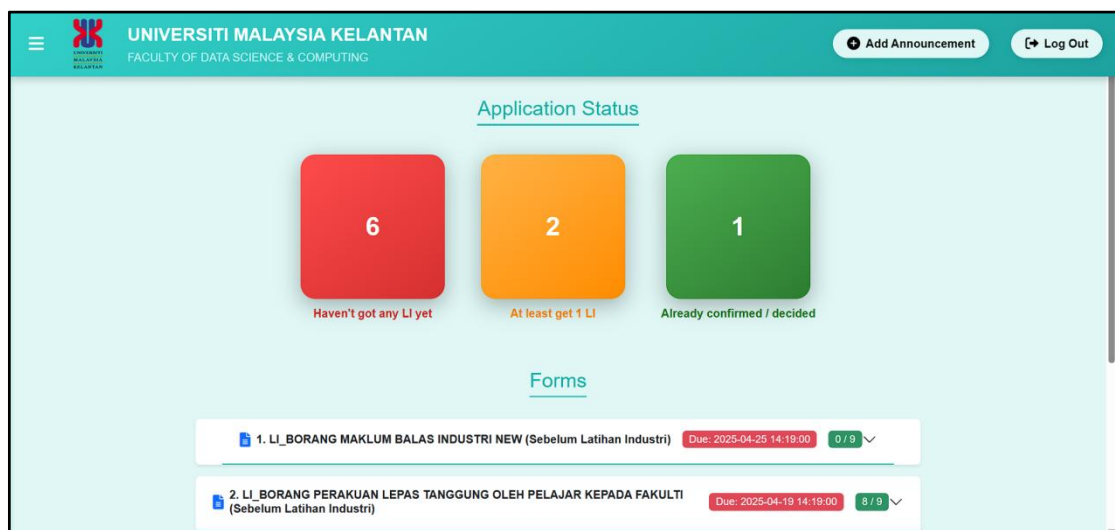 UNIVERSITI
MALAYSIA
KELANTAN
UNIVERSITI MALAYSIA KELANTAN
FACULTY OF DATA SCIENCE & COMPUTING
Add Announcement
Log Out
Application Status
6
2
1
Haven't got any LI yet
At least get 1 LI
Already confirmed / decided
Forms
1. LI_BORANG MAKLUM BALAS INDUSTRI NEW (Sebelum Latihan Industri) Due: 2025-04-25 14:19:00 0 / 9
2. LI_BORANG PERAKUAN LEPAS TANGGUNG OLEH PELAJAR KEPADA FAKULTI
(Sebelum Latihan Industri)
Due: 2025-04-19 14:19:00 8 / 9